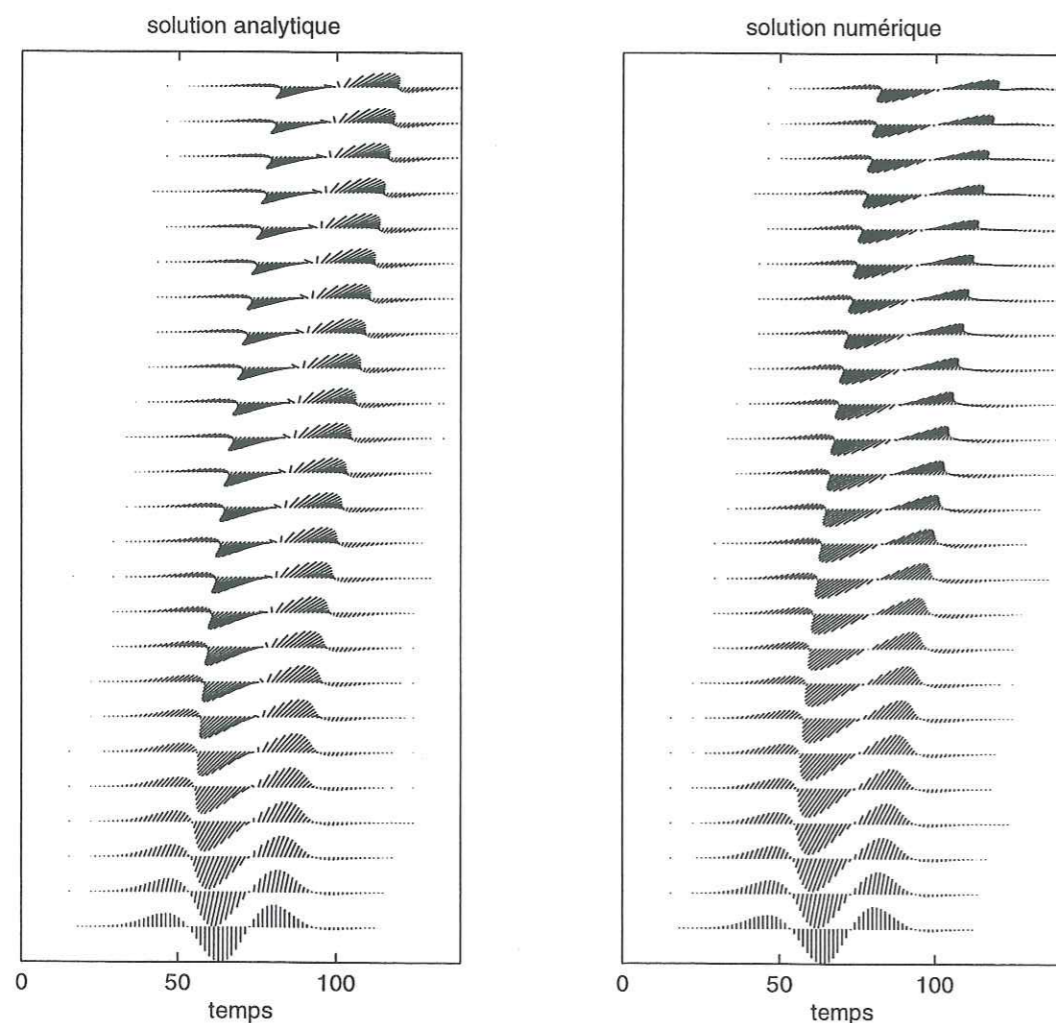 solution analytique
solution numérique
0 50 100
temps
0 50 100
temps